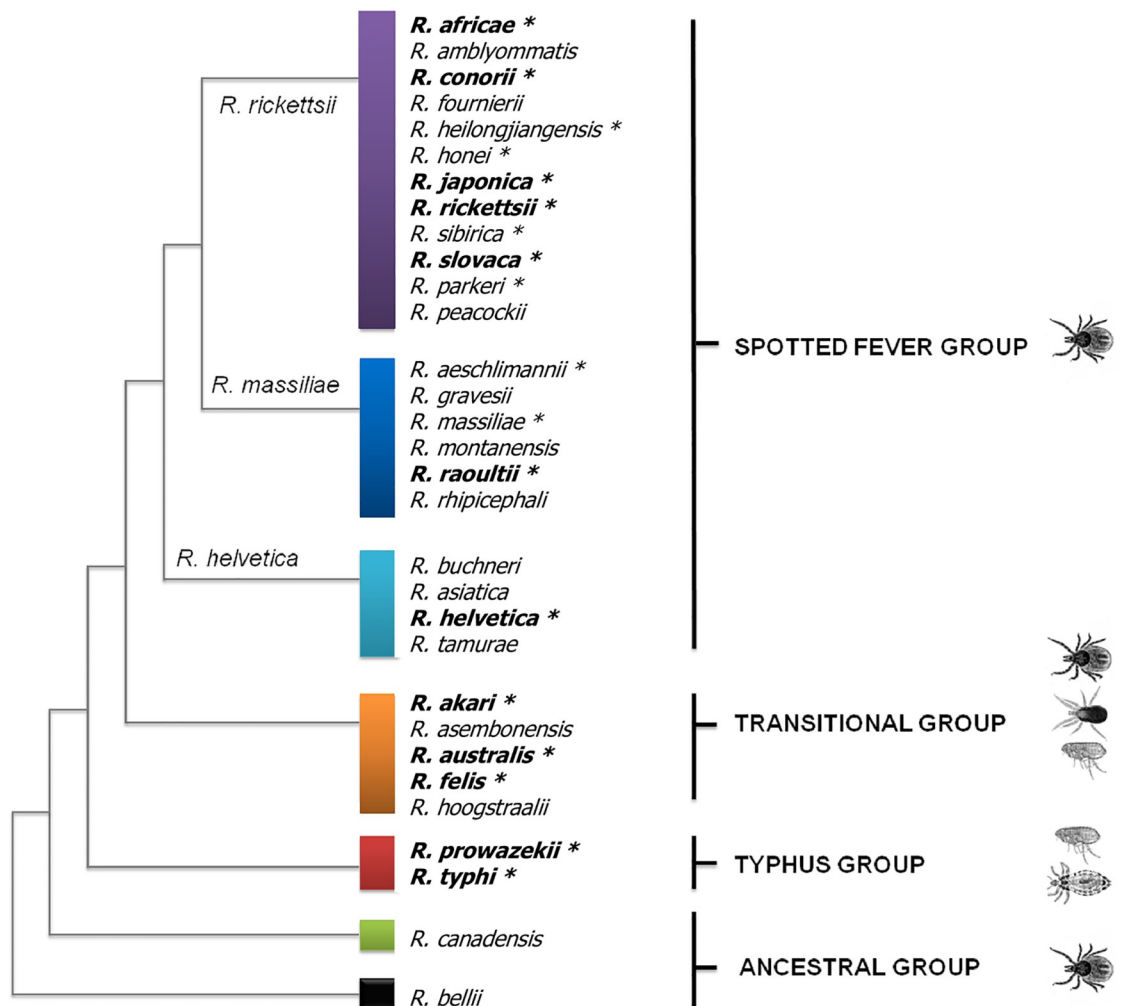 R. rickettsii
R. africae *
R. amblyommatis
R. conorii *
R. fournierii
R. heilongjiangensis *
R. honei *
R. japonica *
R. rickettsii *
R. sibirica *
R. slovaca *
R. parkeri *
R. peacockii
R. massiliae
R. aeschlimannii *
R. gravesii
R. massiliae *
R. montanensis
R. raoultii *
R. rhipicephali
R. helvetica
R. buchneri
R. asiatica
R. helvetica *
R. tamurae
SPOTTED FEVER GROUP
R. akari *
R. asembonensis
R. australis *
R. felis *
R. hoogstraalii
TRANSITIONAL GROUP
R. prowazekii *
R. typhi *
TYPHUS GROUP
R. canadensis
R. bellii
ANCESTRAL GROUP